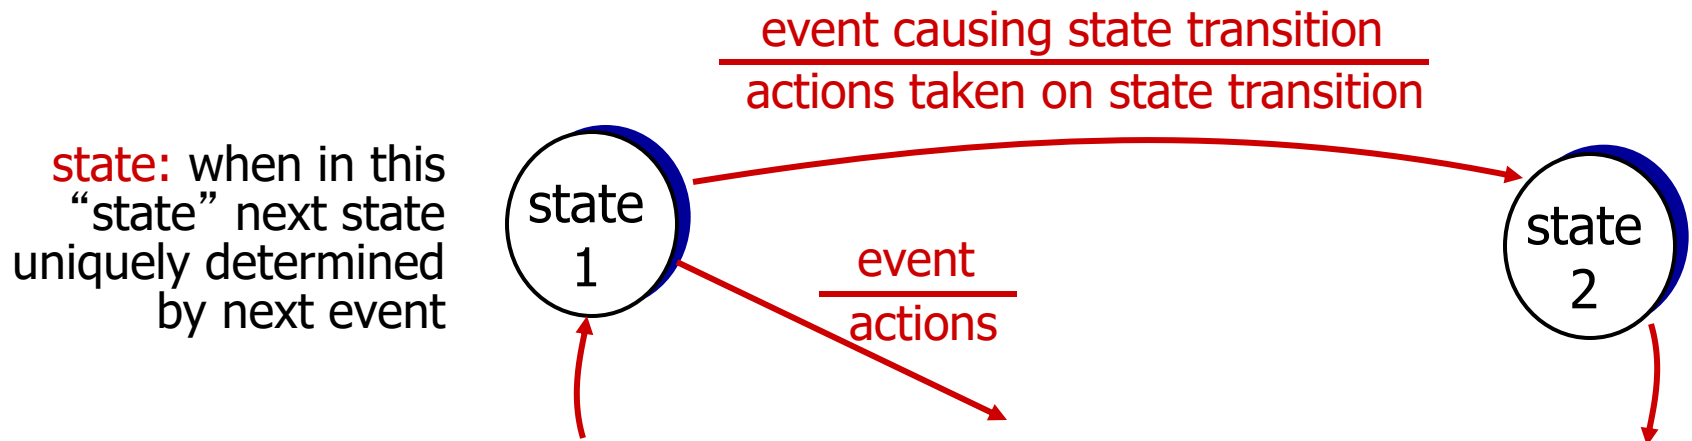 event causing state transition
actions taken on state transition
state: when in this
“state” next state
uniquely determined
by next event
state
1
event
actions
state
2